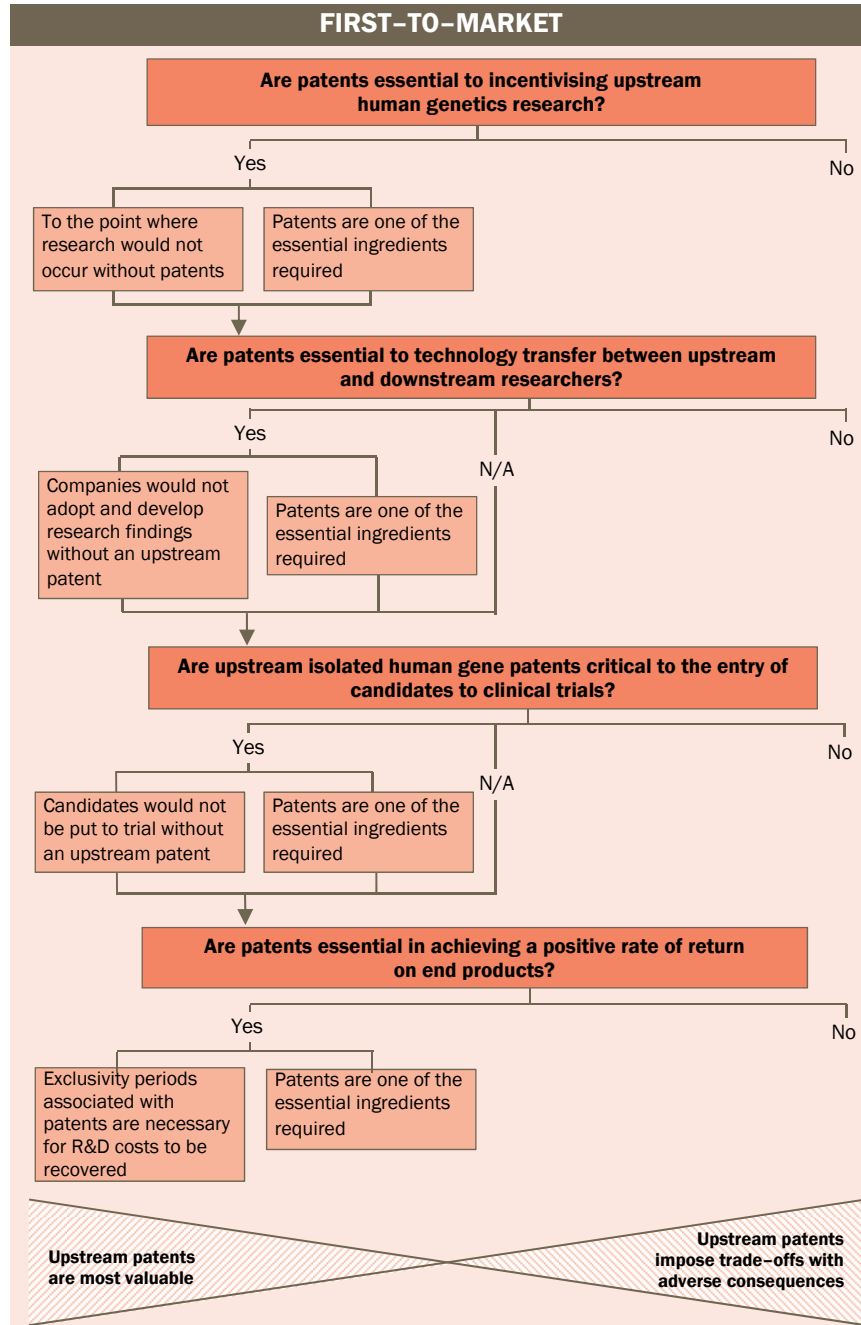 FIRST–TO–MARKET
Are patents essential to incentivising upstream
human genetics research?
Yes
No
To the point where
research would not
occur without patents
Patents are one of the
essential ingredients
required
Are patents essential to technology transfer between upstream
and downstream researchers?
Yes
N/A
No
Companies would not
adopt and develop
research findings
without an upstream
patent
Patents are one of the
essential ingredients
required
Are upstream isolated human gene patents critical to the entry of
candidates to clinical trials?
Yes
N/A
No
Candidates would not
be put to trial without
an upstream patent
Patents are one of the
essential ingredients
required
Are patents essential in achieving a positive rate of return
on end products?
Yes
No
Exclusivity periods
associated with
patents are necessary
for R&D costs to be
recovered
Patents are one of the
essential ingredients
required
Upstream patents
are most valuable
Upstream patents
impose trade–offs with
adverse consequences